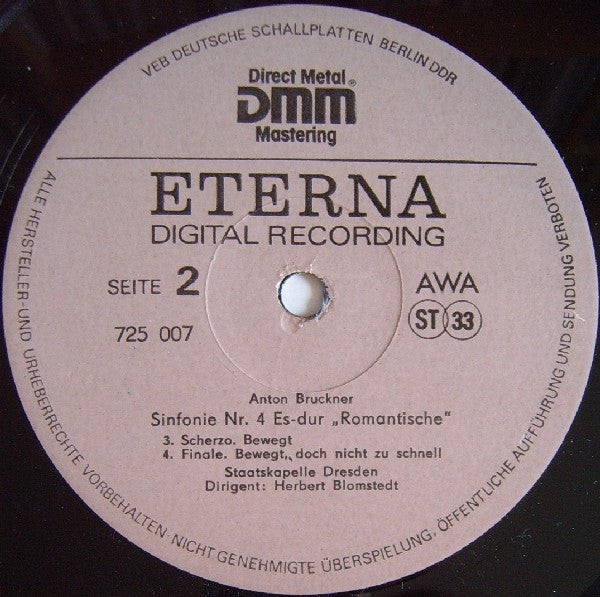 VEB DEUTSCHE SCHALLPLATTEN BERLIN DDR
Direct Metal®
DMM
Mastering
ETERNA
DIGITAL RECORDING
SEITE 2
AWA
725 007
ST 33
Anton Bruckner
Sinfonie Nr. 4 Es-dur „Romantische“
3. Scherzo. Bewegt
4. Finale. Bewegt, doch nicht zu schnell
Staatskapelle Dresden
Dirigent: Herbert Blomstedt
ALLE HERSTELLER- UND URHEBERRECHTE VORBEHALTEN NICHT GENEHMIGTE ÜBERSPIELUNG, ÖFFENTLICHE AUFFÜHRUNG UND SENDUNG VERBOTEN